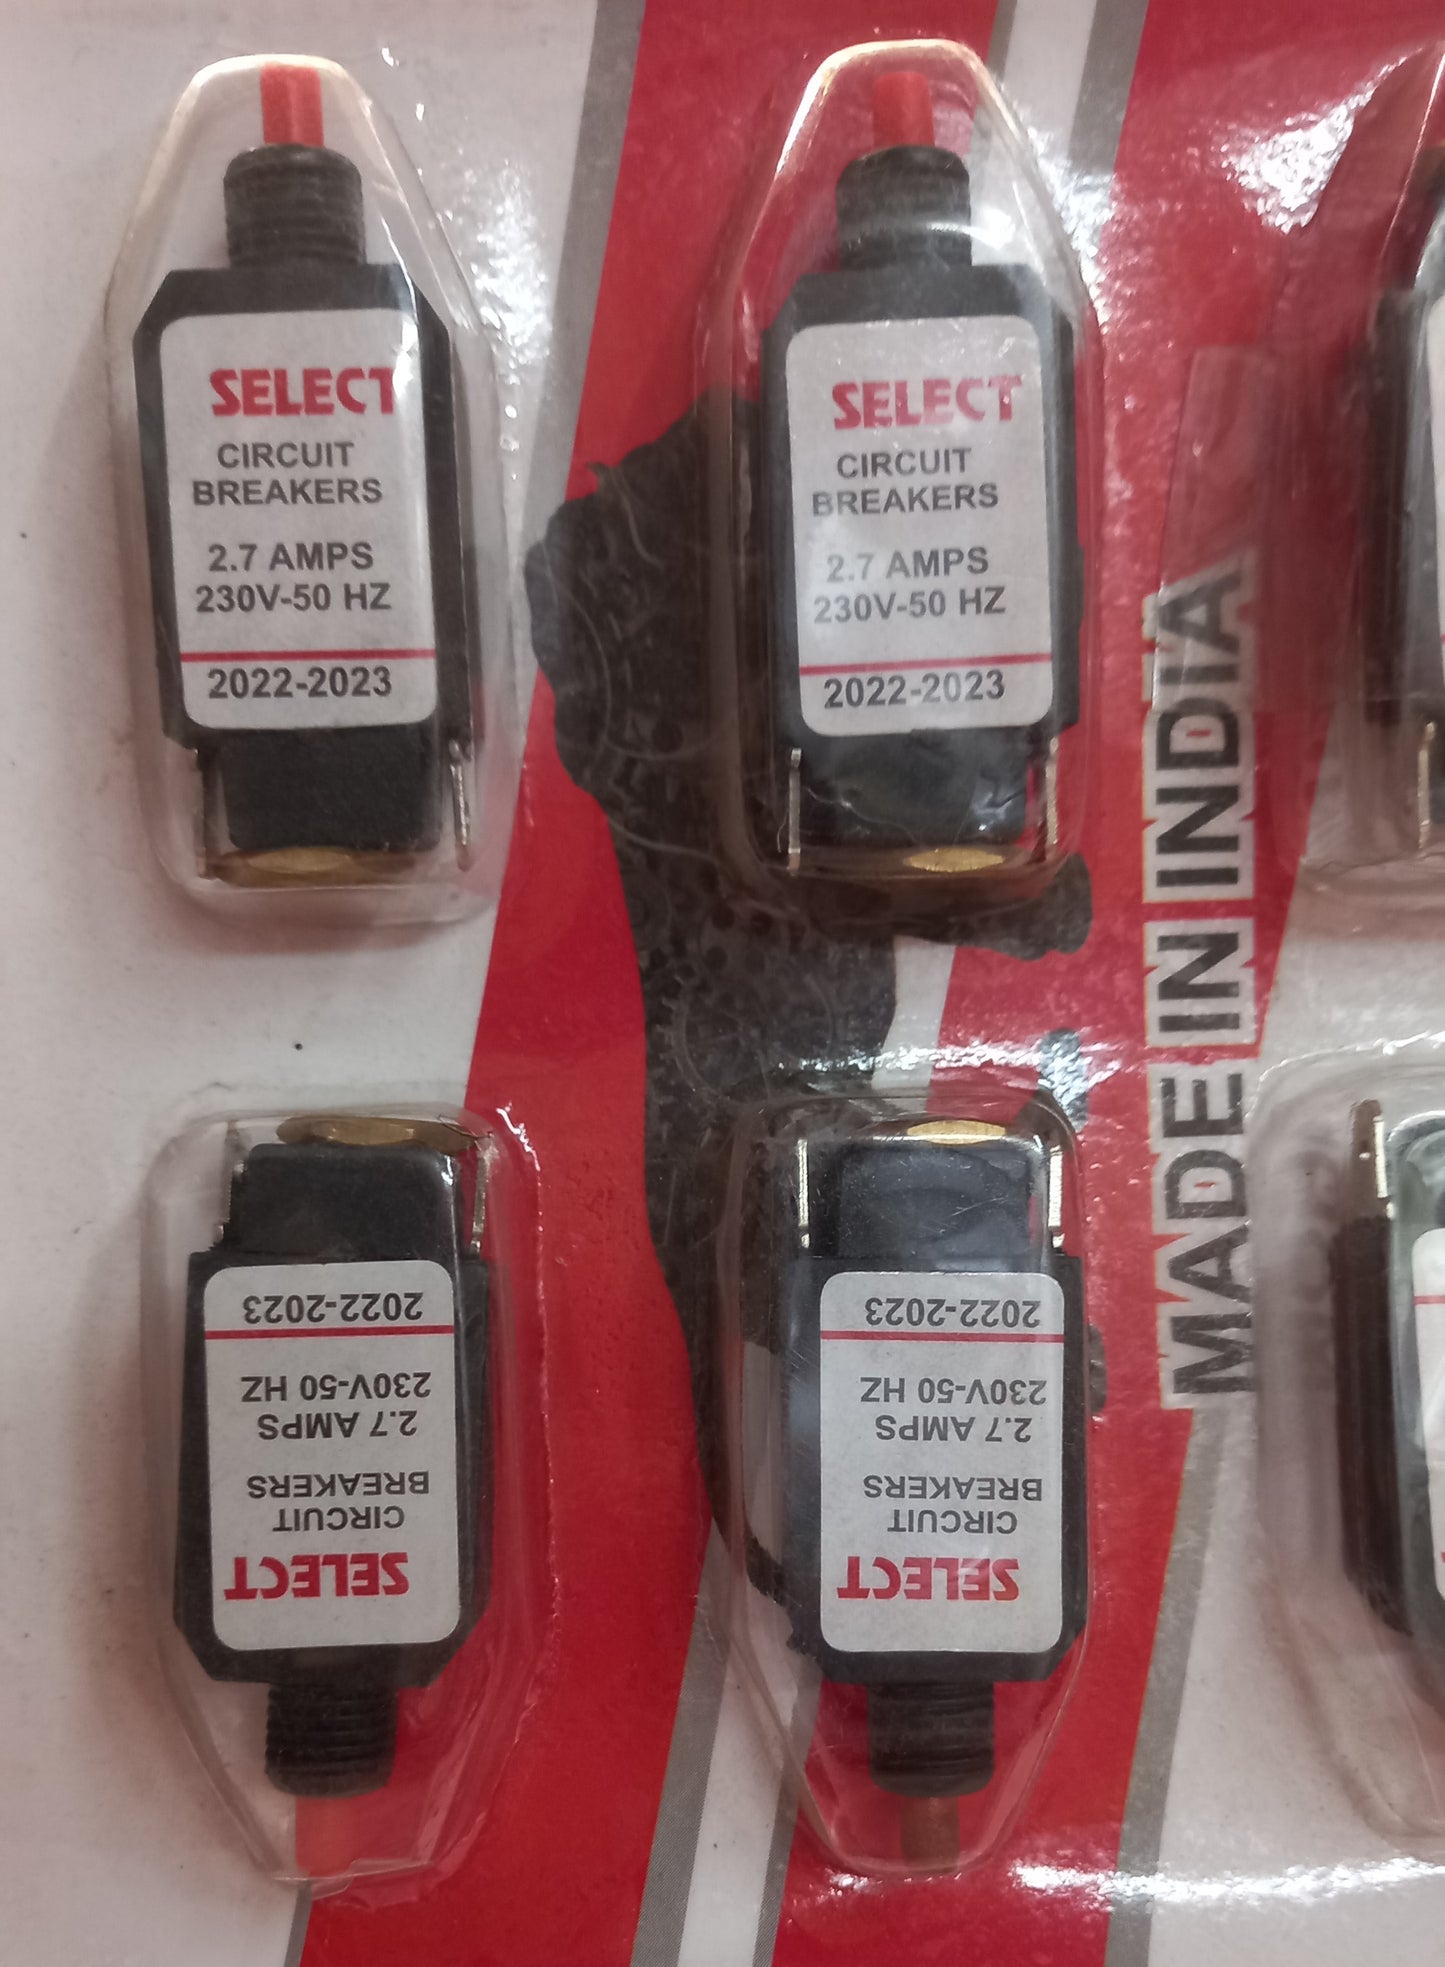 SELECT
CIRCUIT
BREAKERS
2.7 AMPS
230V-50 HZ
2022-2023
SELECT
CIRCUIT
BREAKERS
2.7 AMPS
230V-50 HZ
2022-2023
MADE IN INDIA
SELECT
CIRCUIT
BREAKERS
2.7 AMPS
230V-50 HZ
2022-2023
SELECT
CIRCUIT
BREAKERS
2.7 AMPS
230V-50 HZ
2022-2023